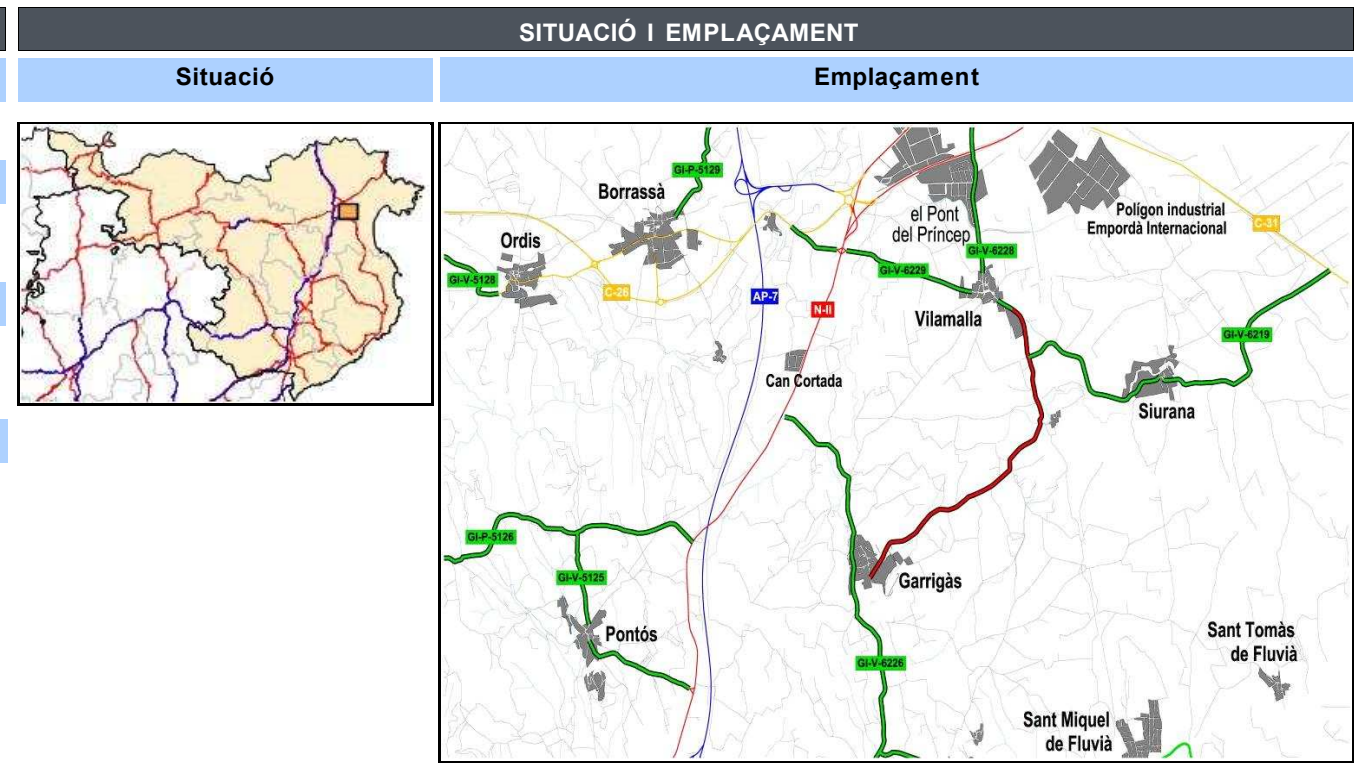 SITUACIÓ I EMPLAÇAMENT
Situació
Emplaçament
GI-P-5129
Borrassà
el Pont
del Príncep
Polígon industrial
Empordà Internacional
C-31
Ordis
GI-V-6228
GI-V-5128
GI-V-6229
C-26
AP-7
N-II
Vilamalla
GI-V-6219
Can Cortada
Siurana
GI-P-5126
GI-V-5125
Garrigàs
Pontós
Sant Tomàs
de Fluvià
GI-V-6226
Sant Miquel
de Fluvià